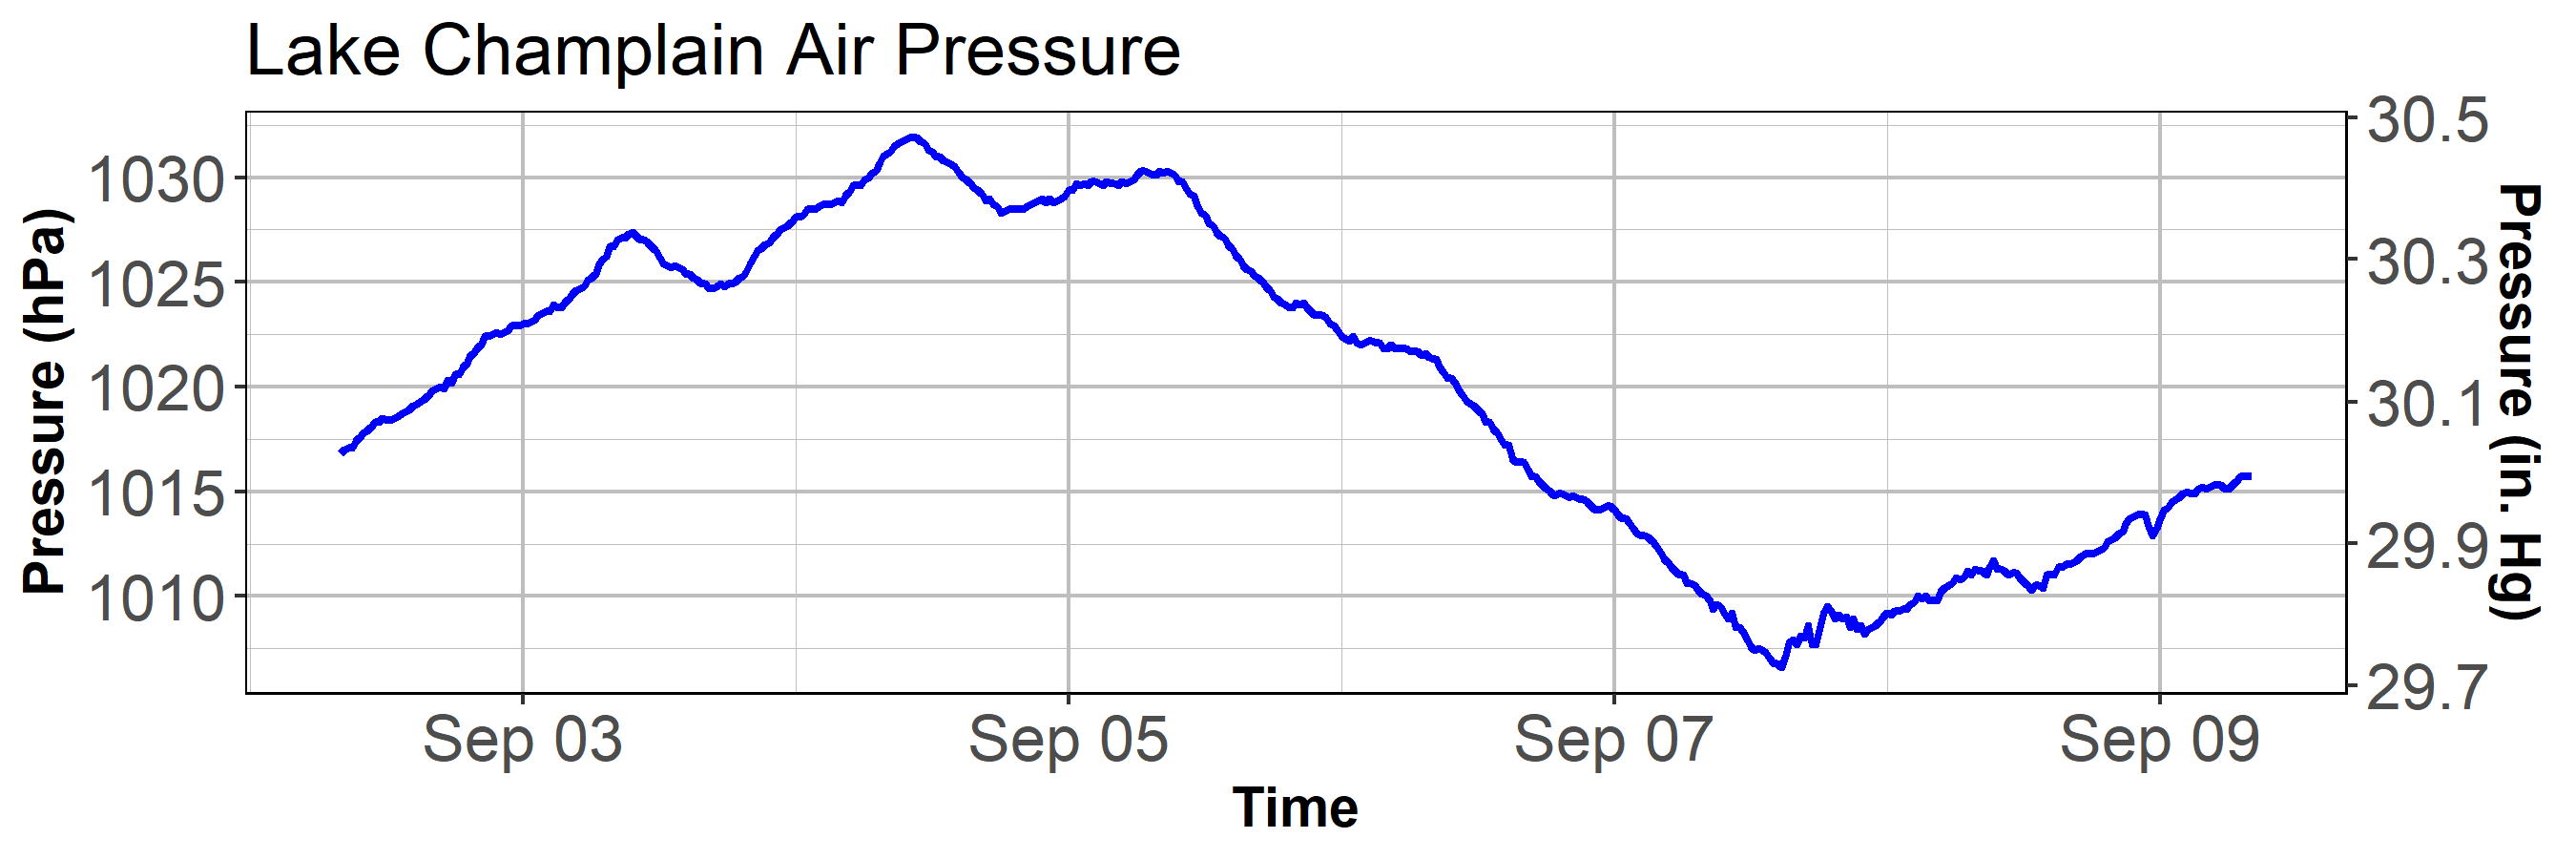 Lake Champlain Air Pressure
Pressure (hPa)
1030
1025
1020
1015
1010
30.5
30.3
30.1
29.9
29.7
Pressure (in. Hg)
Sep 03
Sep 05
Sep 07
Sep 09
Time